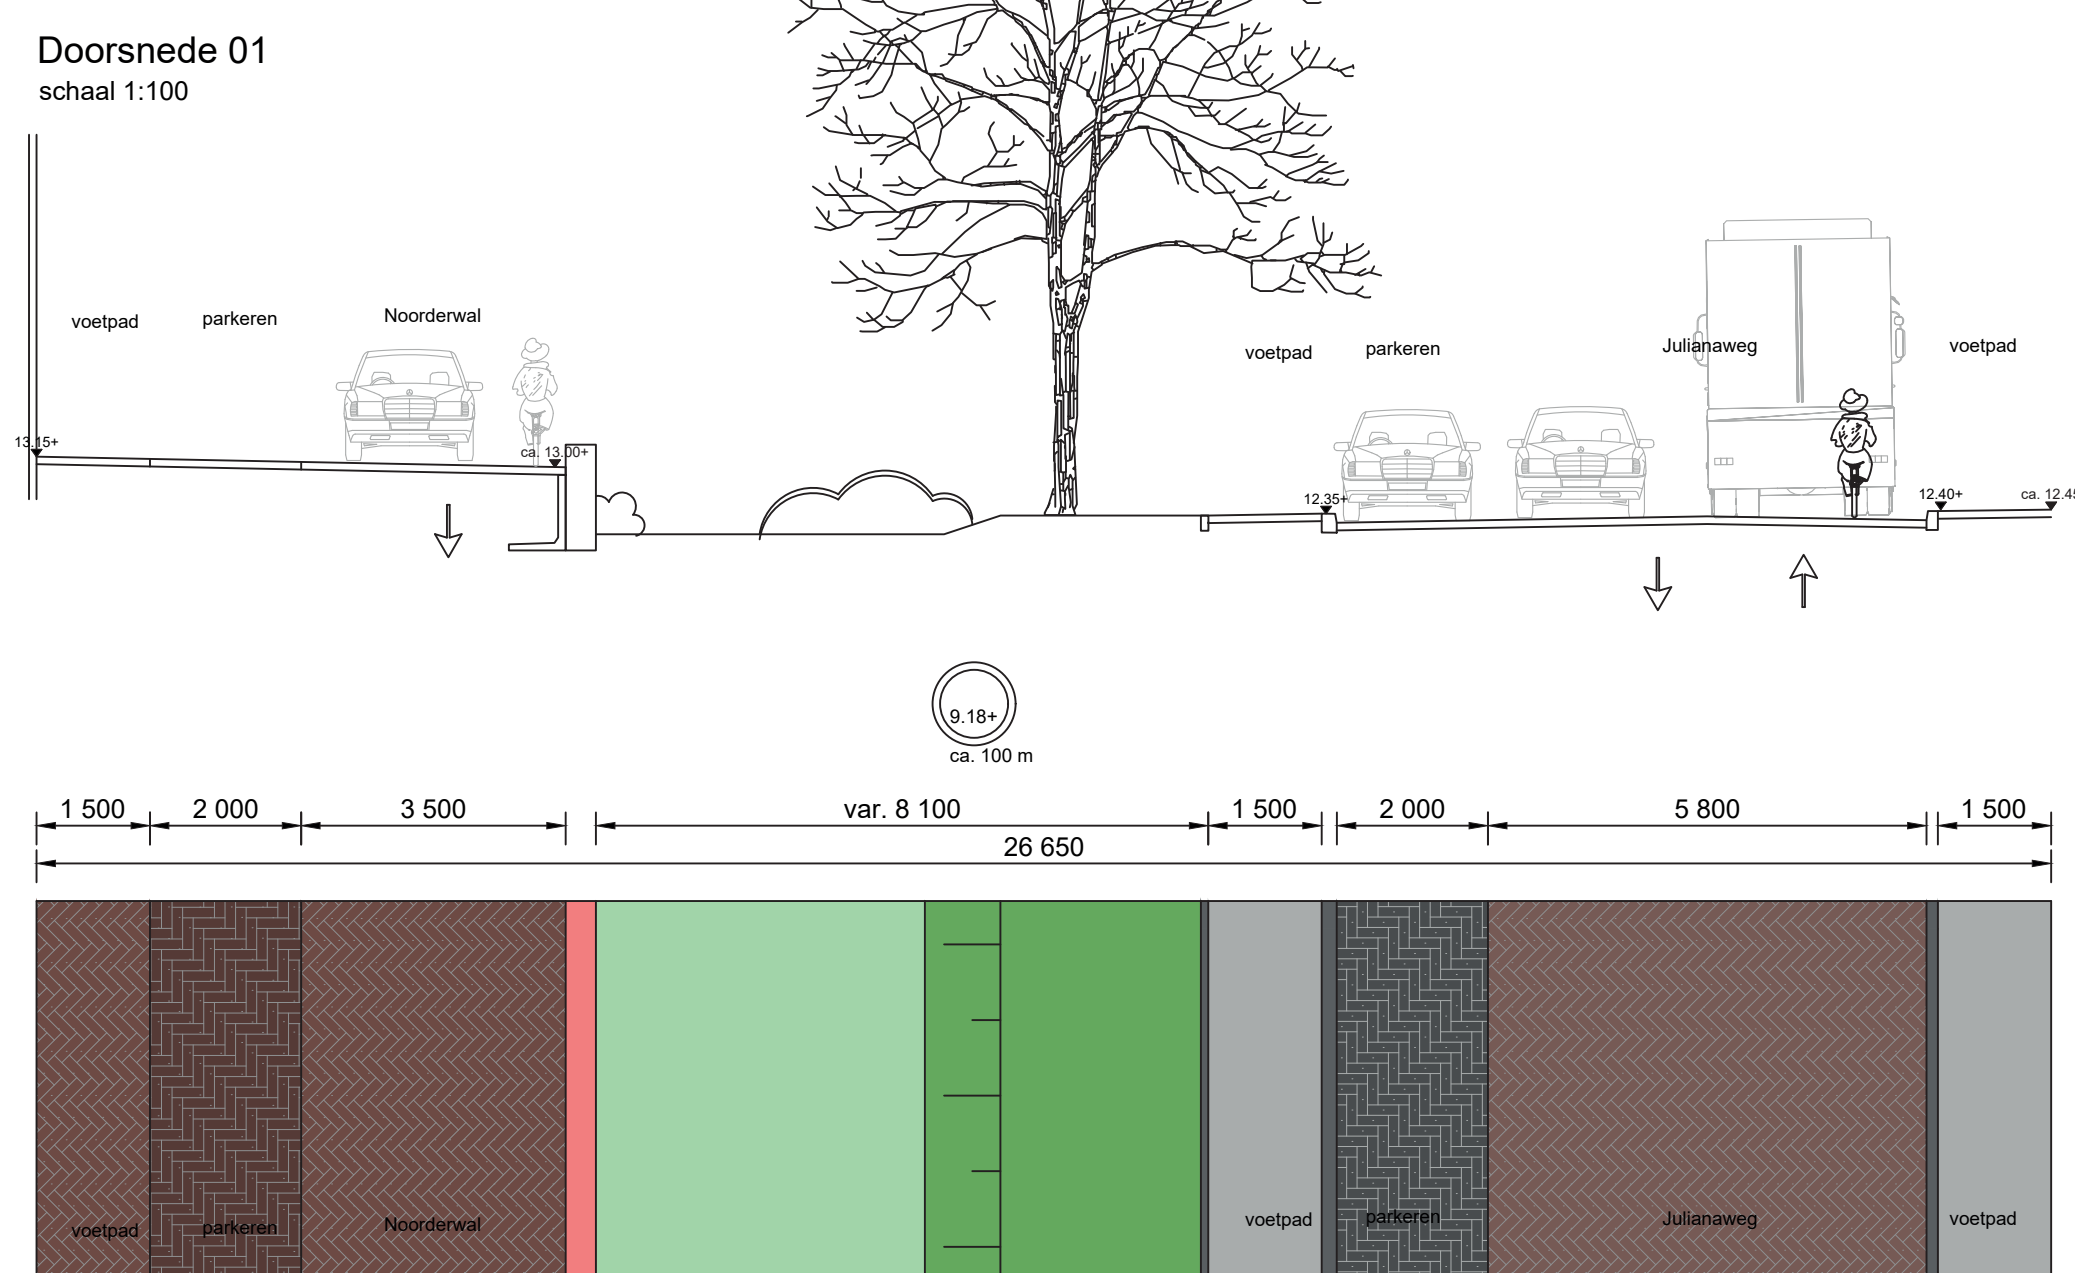 Doorsnede 01
schaal 1:100
voetpad
parkeren
Noorderwal
voetpad
parkeren
Julianaweg
voetpad
13.15+
ca. 13.00+
12.35+
12.40+
ca. 12.45
9.18+
ca. 100 m
1 500
2 000
3 500
var. 8 100
1 500
2 000
5 800
1 500
26 650
voetpad
parkeren
Noorderwal
voetpad
parkeren
Julianaweg
voetpad